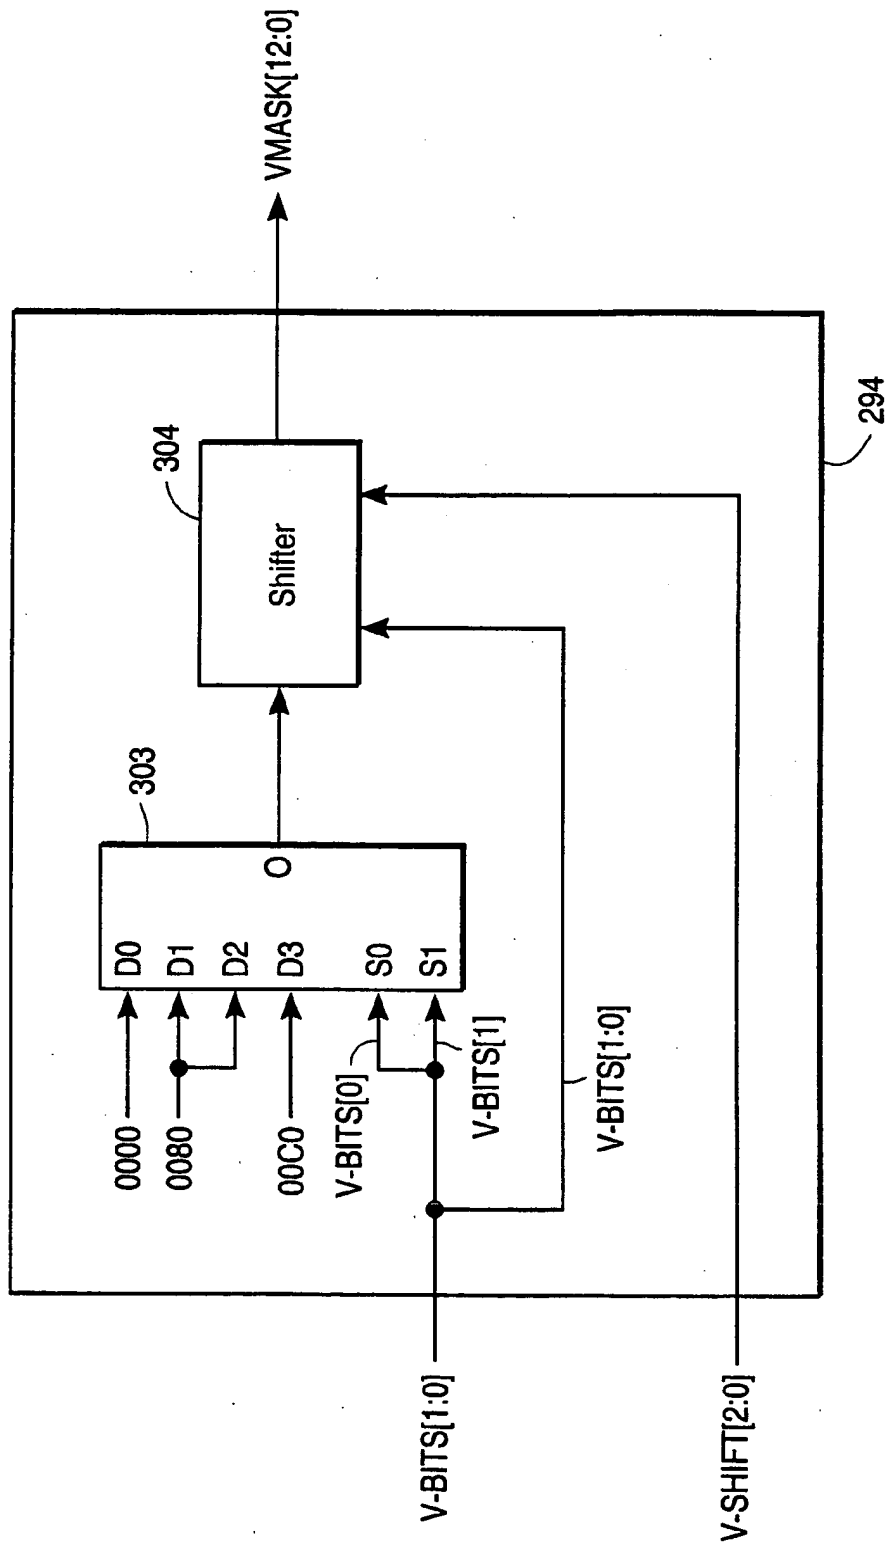 VMASK[12:0]
294
304
Shifter
303
O
D0
D1
D2
D3
S0
S1
0000
0080
00C0
V-BITS[0]
V-BITS[1]
V-BITS[1:0]
V-BITS[1:0]
V-SHIFT[2:0]